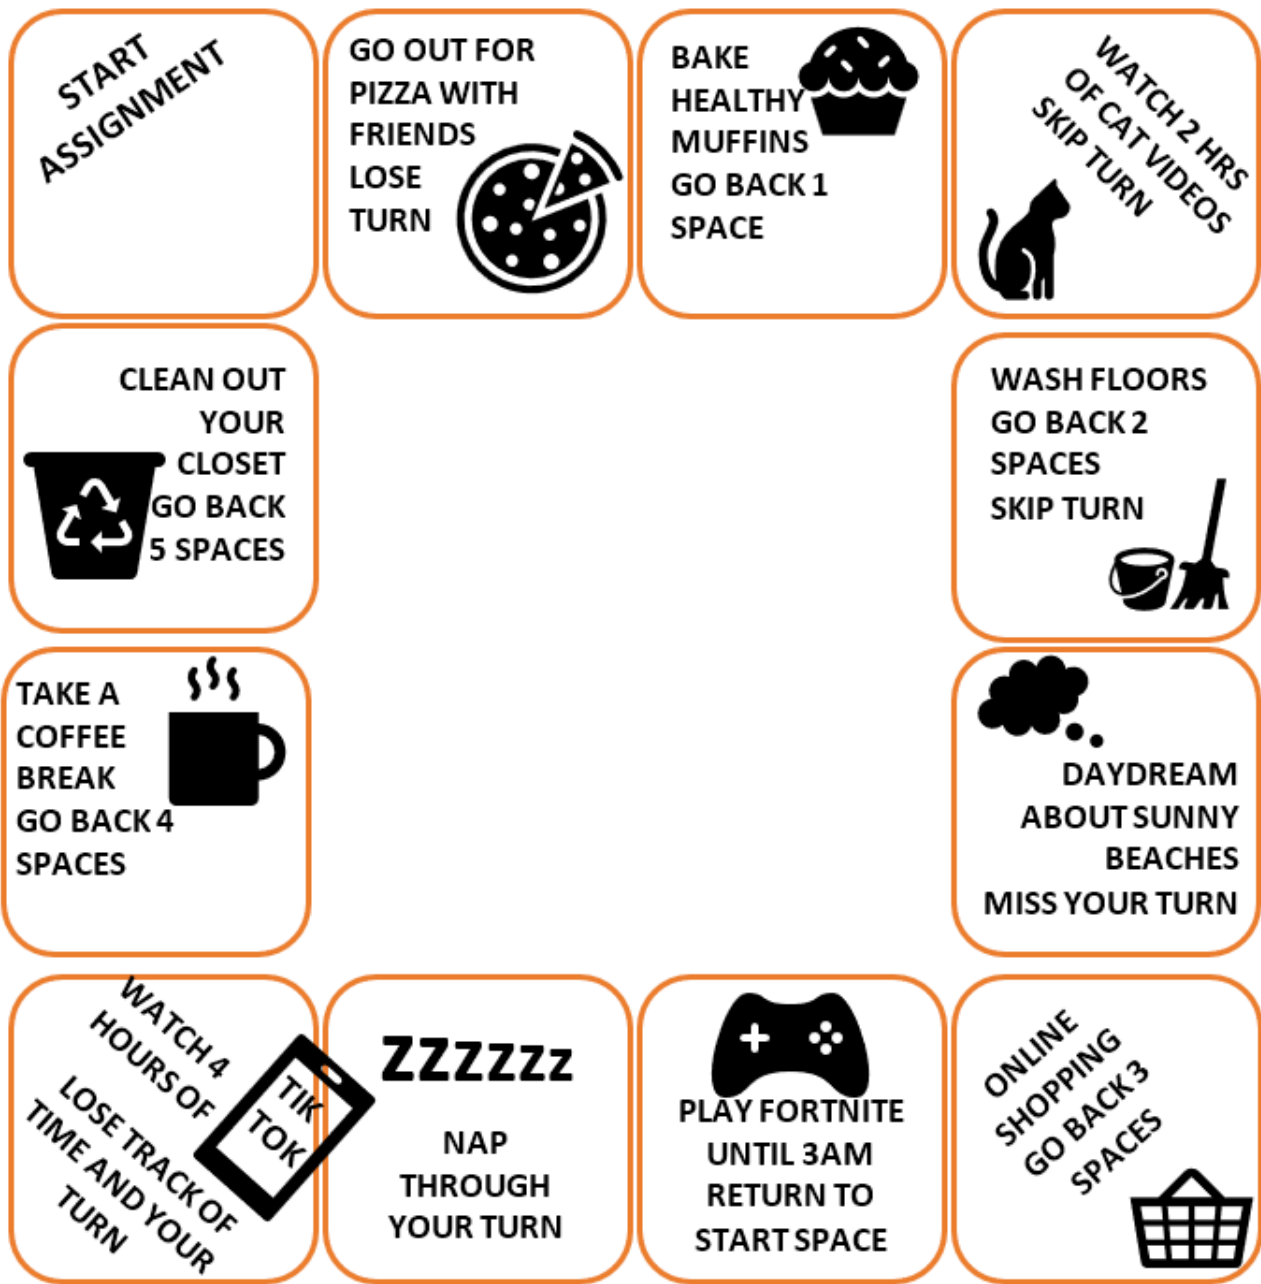 START
ASSIGNMENT
GO OUT FOR
PIZZA WITH
FRIENDS
LOSE
TURN
BAKE
HEALTHY
MUFFINS
GO BACK 1
SPACE
WATCH 2 HRS
OF CAT VIDEOS
SKIP TURN
WASH FLOORS
GO BACK 2
SPACES
SKIP TURN
DAYDREAM
ABOUT SUNNY
BEACHES
MISS YOUR TURN
ONLINE
SHOPPING
GO BACK 3
SPACES
PLAY FORTNITE
UNTIL 3AM
RETURN TO
START SPACE
ZZZZZZ
NAP
THROUGH
YOUR TURN
WATCH 4
HOURS OF
TIK
TOK
LOSE TRACK OF
TIME AND YOUR
TURN
TAKE A
COFFEE
BREAK
GO BACK 4
SPACES
CLEAN OUT
YOUR
CLOSET
GO BACK
5 SPACES